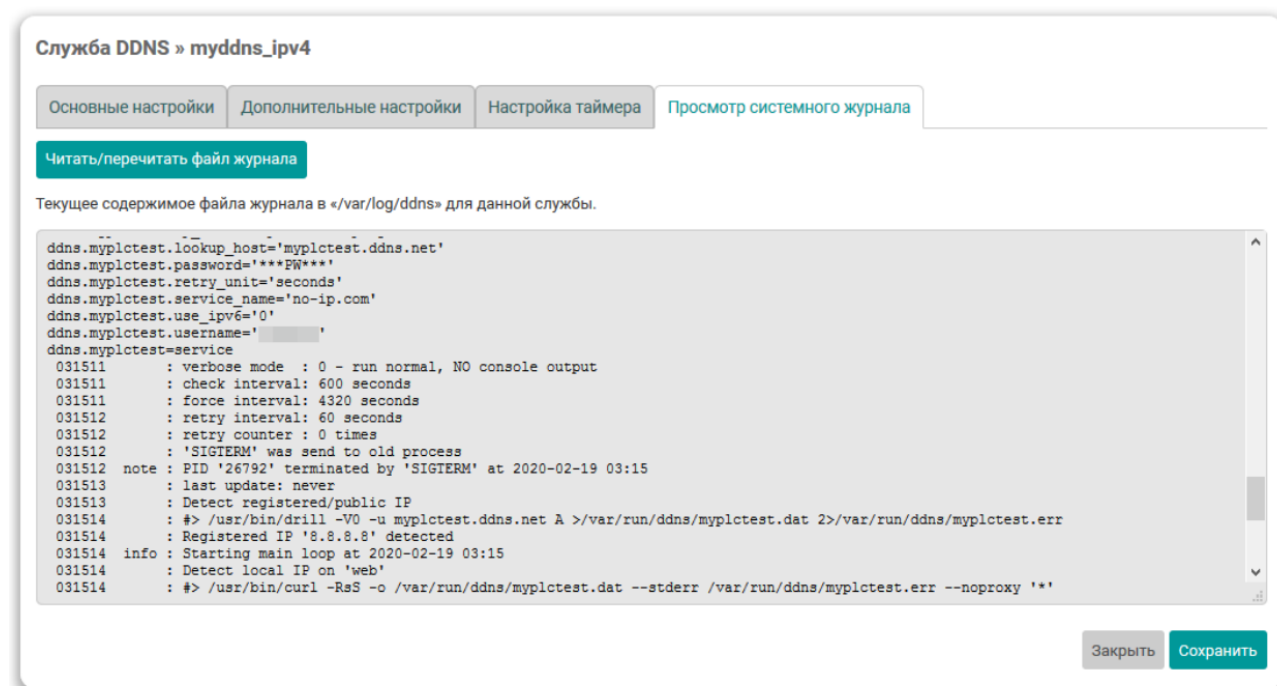 Служба DDNS » myddns_ipv4
Основные настройки Дополнительные настройки Настройка таймера Просмотр системного журнала
Читать/перечитать файл журнала
Текущее содержимое файла журнала в «/var/log/ddns» для данной службы.
ddns.myplctest.lookup_host='myplctest.ddns.net'
ddns.myplctest.password='***PW***'
ddns.myplctest.retry_unit='seconds'
ddns.myplctest.service_name='no-ip.com'
ddns.myplctest.use_ipv6='0'
ddns.myplctest.username=' '
ddns.myplctest=service
031511 : verbose mode : 0 - run normal, NO console output
031511 : check interval: 600 seconds
031511 : force interval: 4320 seconds
031512 : retry interval: 60 seconds
031512 : retry counter : 0 times
031512 : 'SIGTERM' was send to old process
031512 note : PID '26792' terminated by 'SIGTERM' at 2020-02-19 03:15
031513 : last update: never
031513 : Detect registered/public IP
031514 : #> /usr/bin/drill -V0 -u myplctest.ddns.net A >/var/run/ddns/myplctest.dat 2>/var/run/ddns/myplctest.err
031514 : Registered IP '8.8.8.8' detected
031514 info : Starting main loop at 2020-02-19 03:15
031514 : Detect local IP on 'web'
031514 : #> /usr/bin/curl -RsS -o /var/run/ddns/myplctest.dat --stderr /var/run/ddns/myplctest.err --noproxy '*'
Закрыть Сохранить